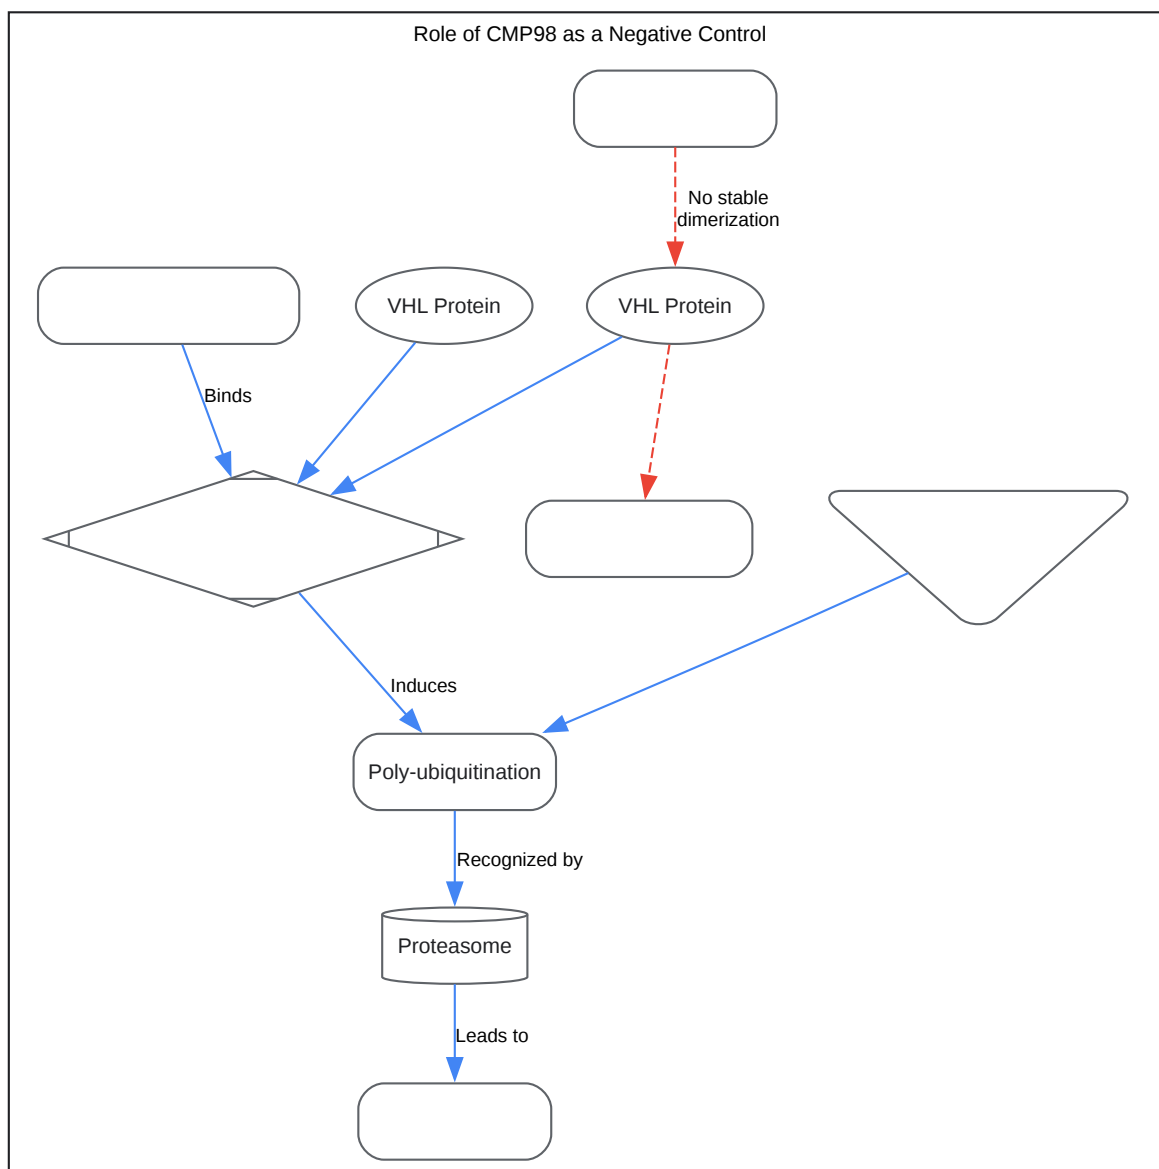 Role of CMP98 as a Negative Control
No stable
dimerization
VHL Protein
VHL Protein
Binds
Induces
Poly-ubiquitination
Recognized by
Proteasome
Leads to